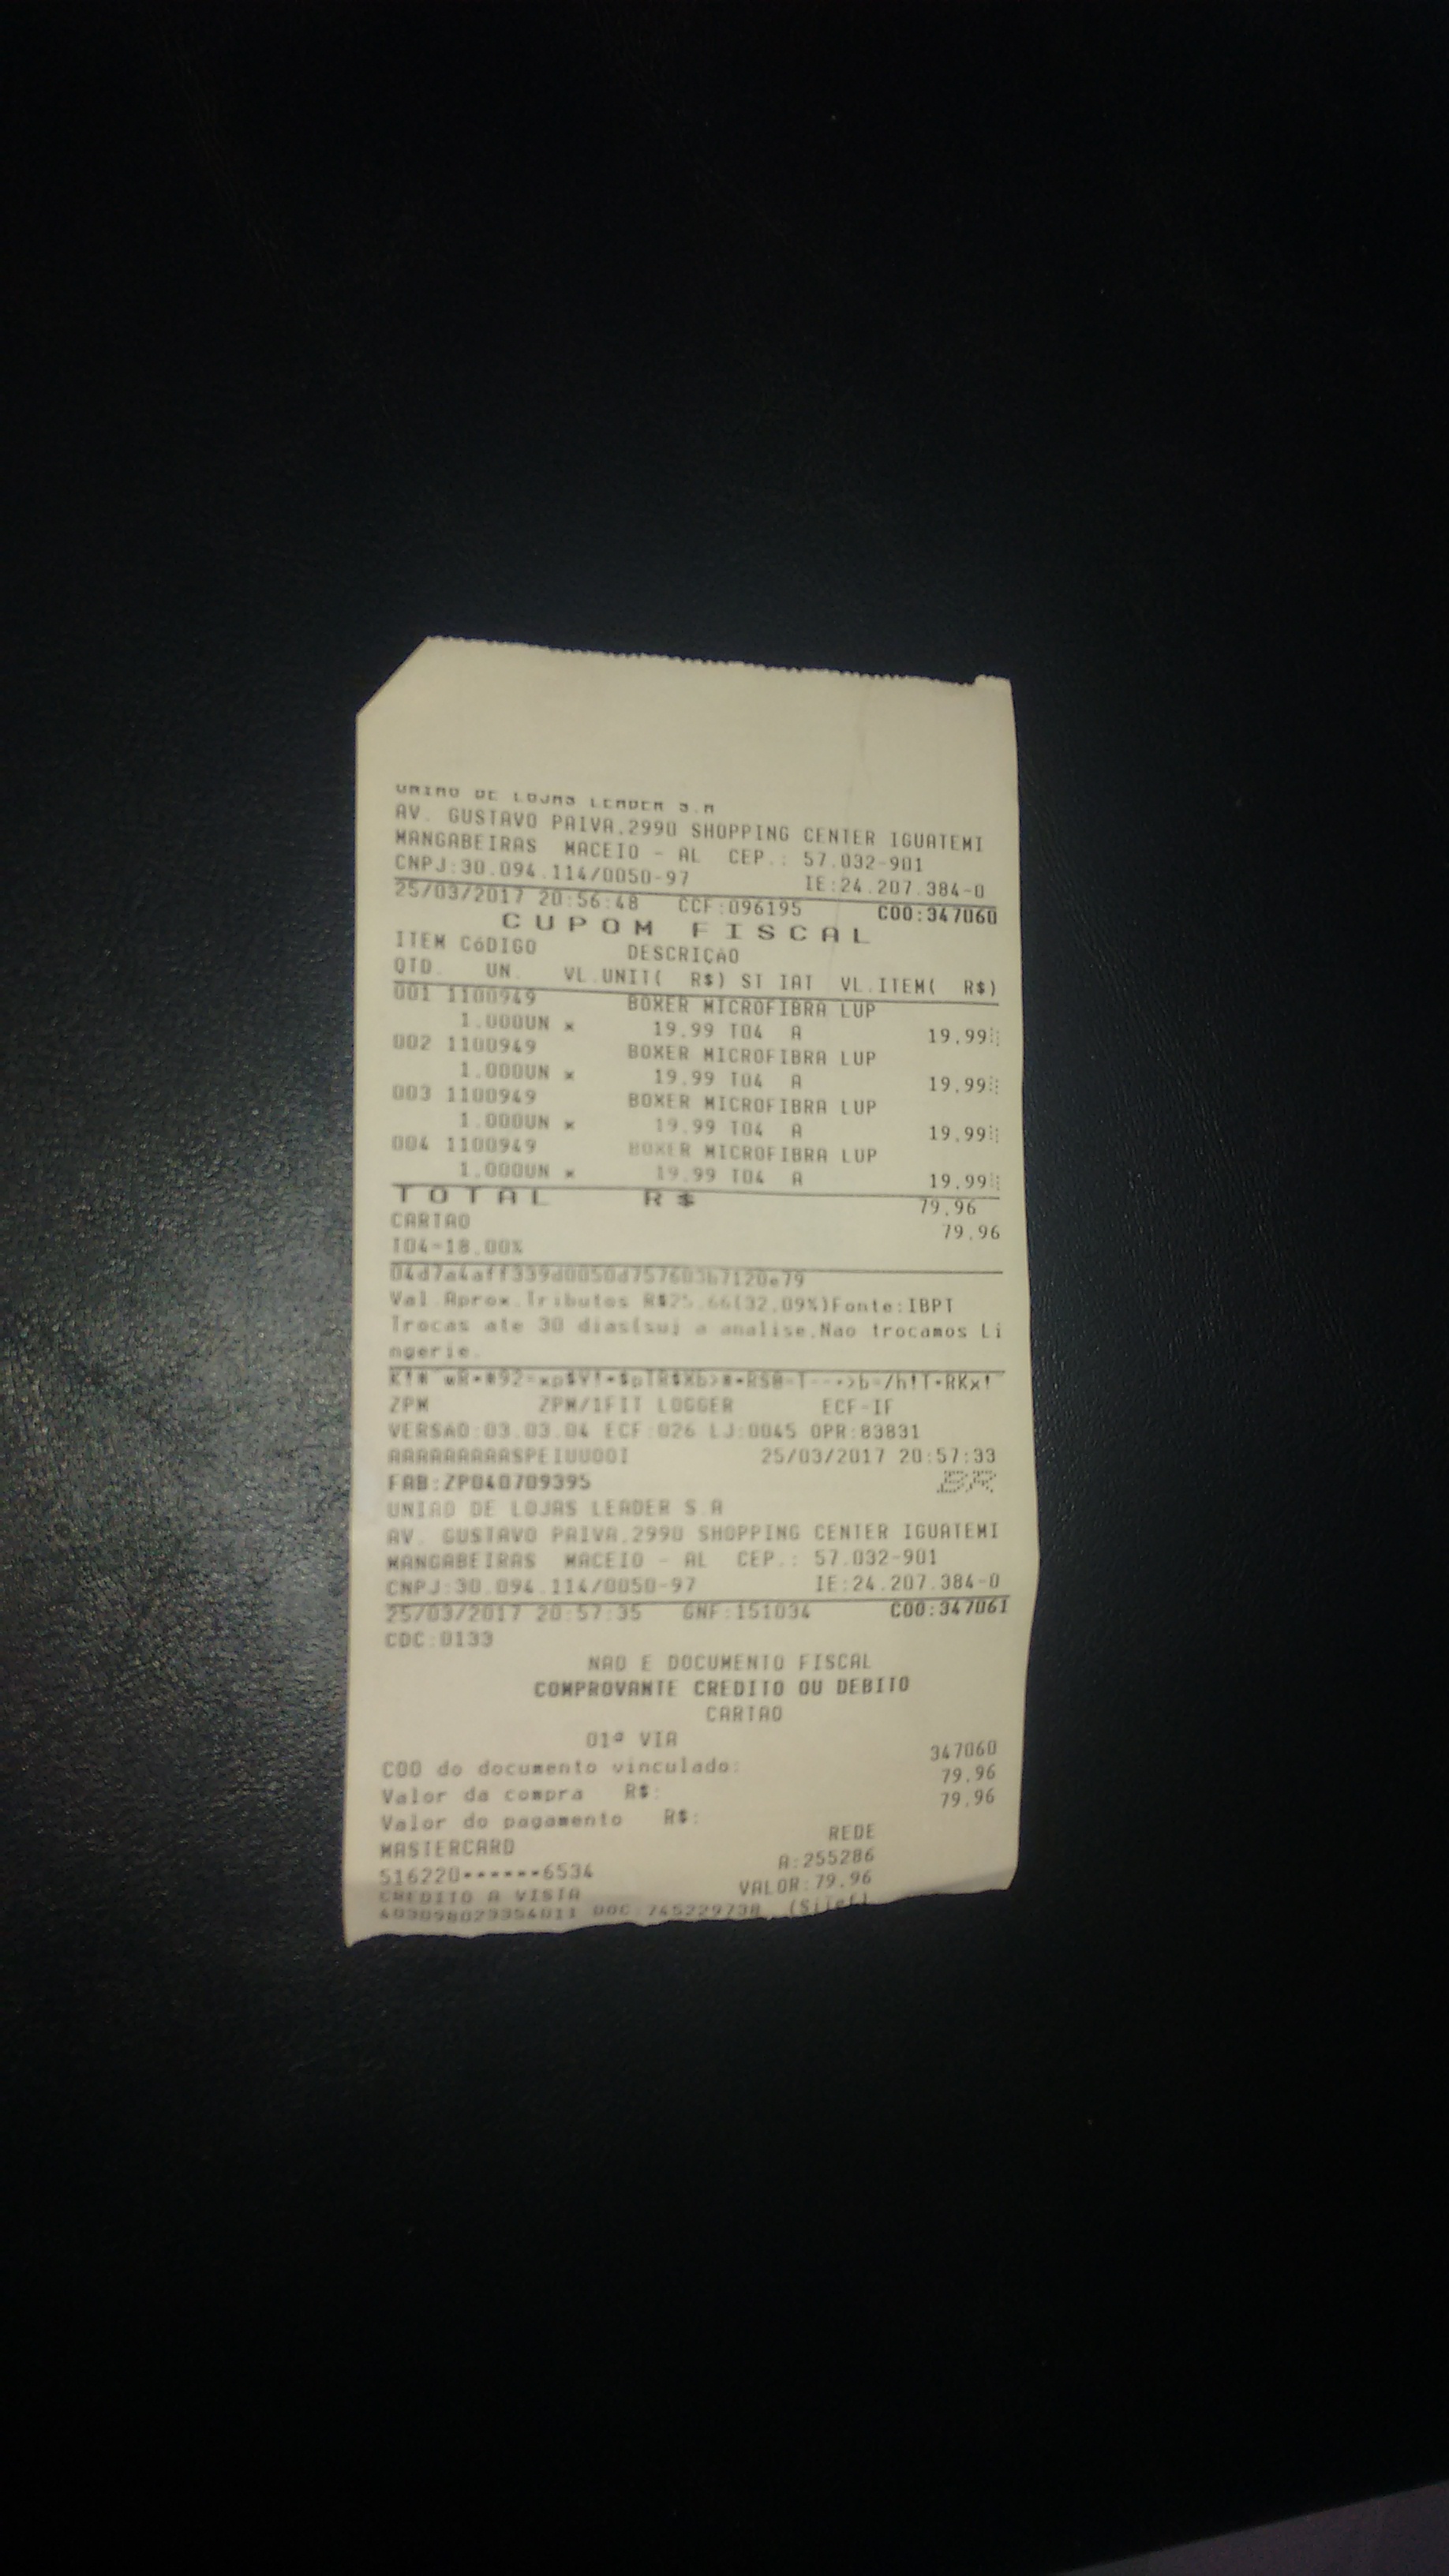 UNIAO DE LOJAS LEADER S.A
AV. GUSTAVO PAIVA,2990 SHOPPING CENTER IGUATEMI
MANGABEIRAS MACEIO - AL CEP.: 57.032-901
CNPJ:30.094.114/0050-97 IE:24.207.384-0
25/03/2017 20:56:48 CCF:096195 COO:347060
CUPOM FISCAL
ITEM CóDIGO DESCRIÇÃO
QTD. UN. VL.UNIT( R$) ST IAT VL.ITEM( R$)
001 1100949 BOXER MICROFIBRA LUP
1.000UN x 19.99 T04 A 19.99
002 1100949 BOXER MICROFIBRA LUP
1.000UN x 19.99 T04 A 19.99
003 1100949 BOXER MICROFIBRA LUP
1.000UN x 19.99 T04 A 19.99
004 1100949 BOXER MICROFIBRA LUP
1.000UN x 19.99 T04 A 19.99
TOTAL R$ 79.96
CARTAO 79.96
T04=18.00%
Val.Aprox.Tributos R$25.66(32.09%)Fonte:IBPT
Trocas ate 30 dias(suj a analise.Nao trocamos Li
ngerie.
ZPM ZPM/1FIT LOGGER ECF-IF
VERSAO:03.03.04 ECF:026 LJ:0045 OPR:83831
AAAAAAAAASPEIUUOOI 25/03/2017 20:57:33
FAB:ZP040709395 BR
UNIAO DE LOJAS LEADER S.A
AV. GUSTAVO PAIVA,2990 SHOPPING CENTER IGUATEMI
MANGABEIRAS MACEIO - AL CEP.: 57.032-901
CNPJ:30.094.114/0050-97 IE:24.207.384-0
25/03/2017 20:57:35 GNF:151034 COO:347061
CDC:0133
NAO E DOCUMENTO FISCAL
COMPROVANTE CREDITO OU DEBITO
CARTAO
01ª VIA
COO do documento vinculado: 347060
Valor da compra R$: 79.96
Valor do pagamento R$: 79.96
MASTERCARD REDE
516220******6534 A:255286
CREDITO A VISTA VALOR:79.96
DOC:745229738 (SiTef)